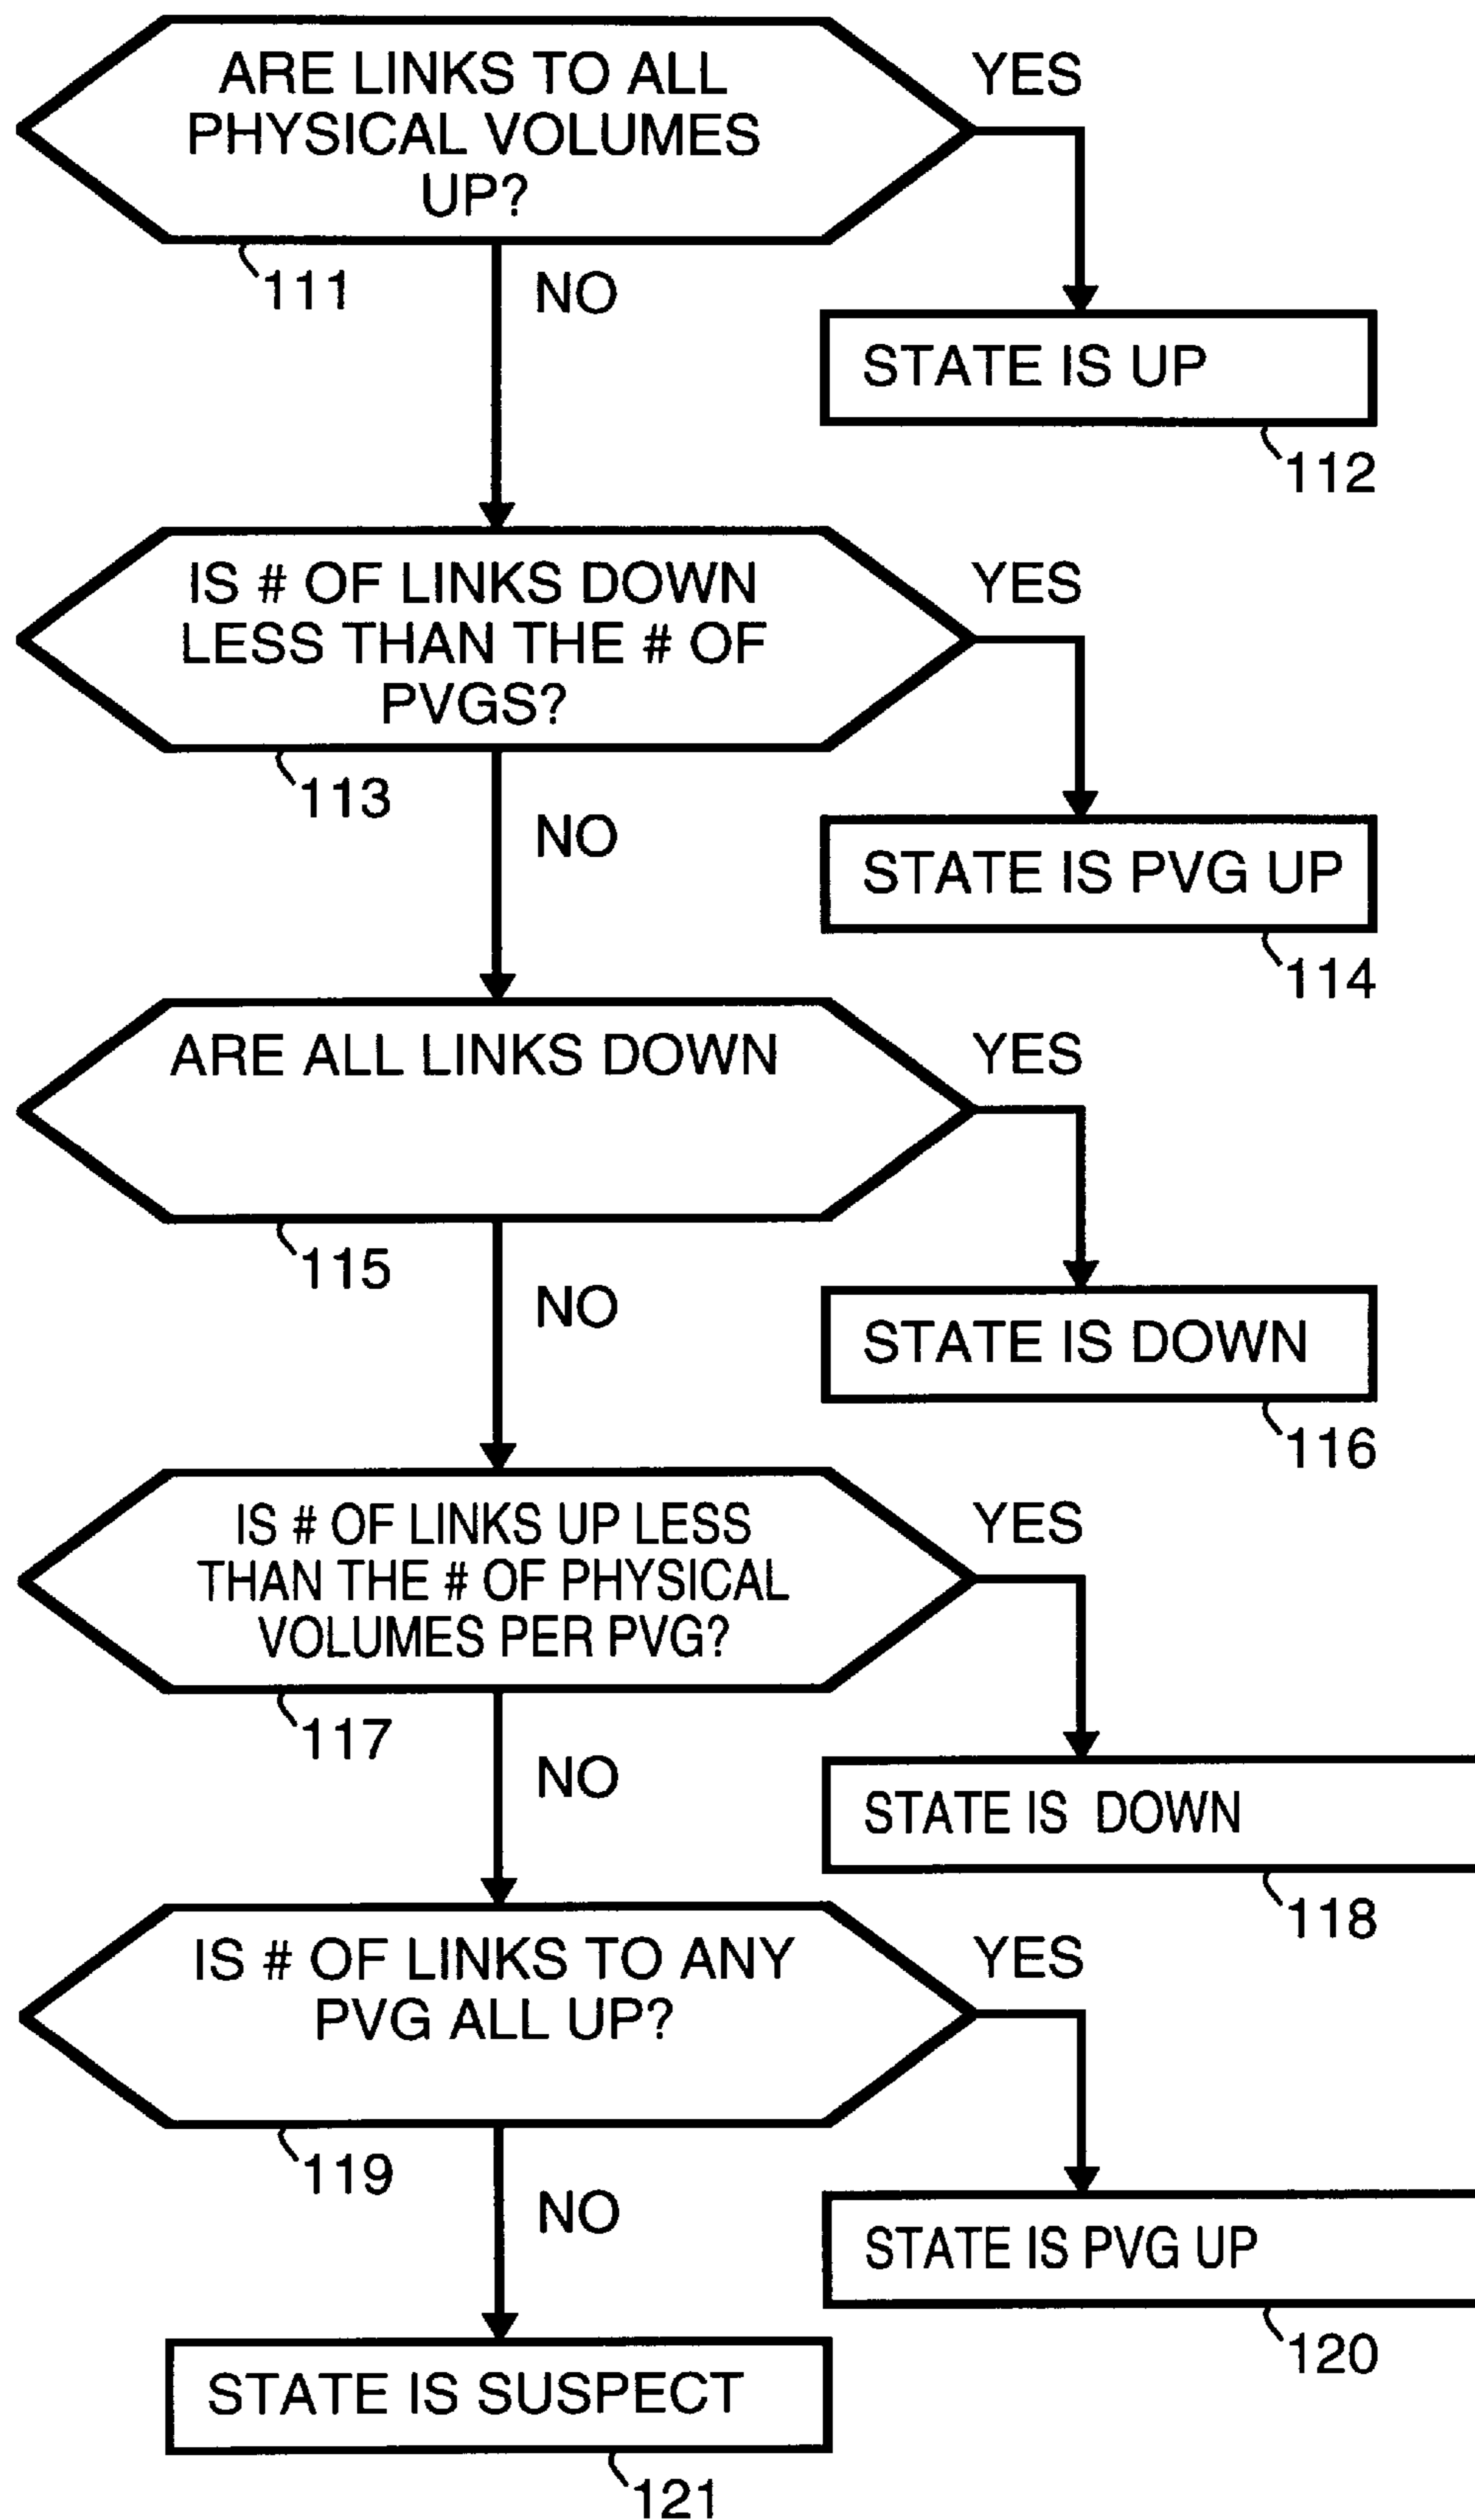 ARE LINKS TO ALL
PHYSICAL VOLUMES
UP?
YES
111
NO
STATE IS UP
112
IS # OF LINKS DOWN
LESS THAN THE # OF
PVGS?
YES
113
NO
STATE IS PVG UP
114
ARE ALL LINKS DOWN
YES
115
NO
STATE IS DOWN
116
IS # OF LINKS UP LESS
THAN THE # OF PHYSICAL
VOLUMES PER PVG?
YES
117
NO
STATE IS DOWN
118
IS # OF LINKS TO ANY
PVG ALL UP?
YES
119
NO
STATE IS PVG UP
120
STATE IS SUSPECT
121